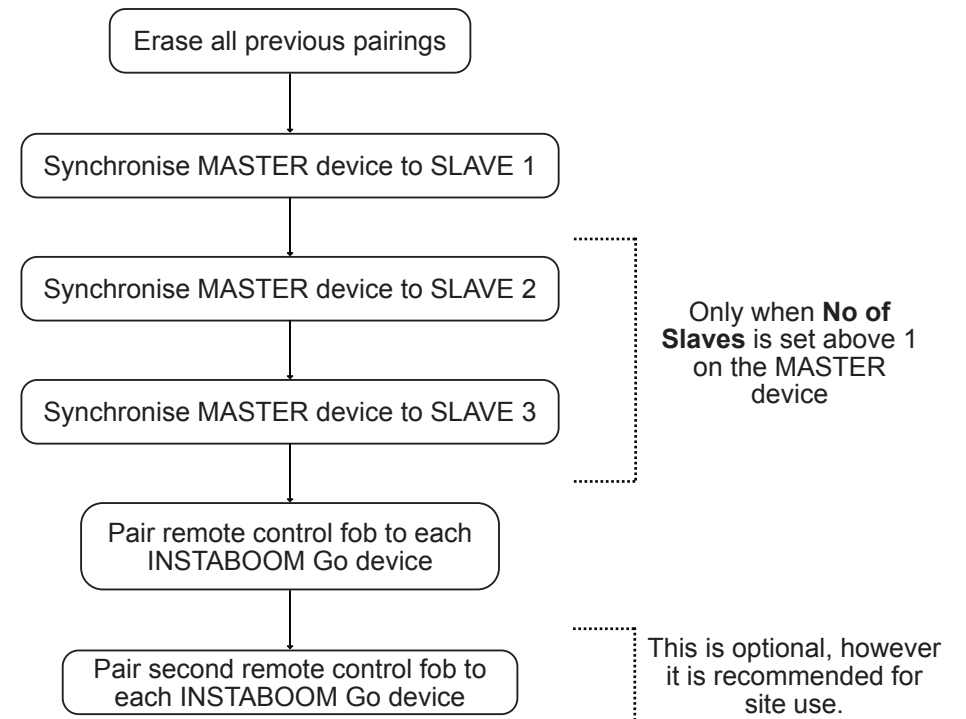 Erase all previous pairings
Synchronise MASTER device to SLAVE 1
Synchronise MASTER device to SLAVE 2
Synchronise MASTER device to SLAVE 3
Only when No of
Slaves is set above 1
on the MASTER
device
Pair remote control fob to each
INSTABOOM Go device
Pair second remote control fob to
each INSTABOOM Go device
This is optional, however
it is recommended for
site use.